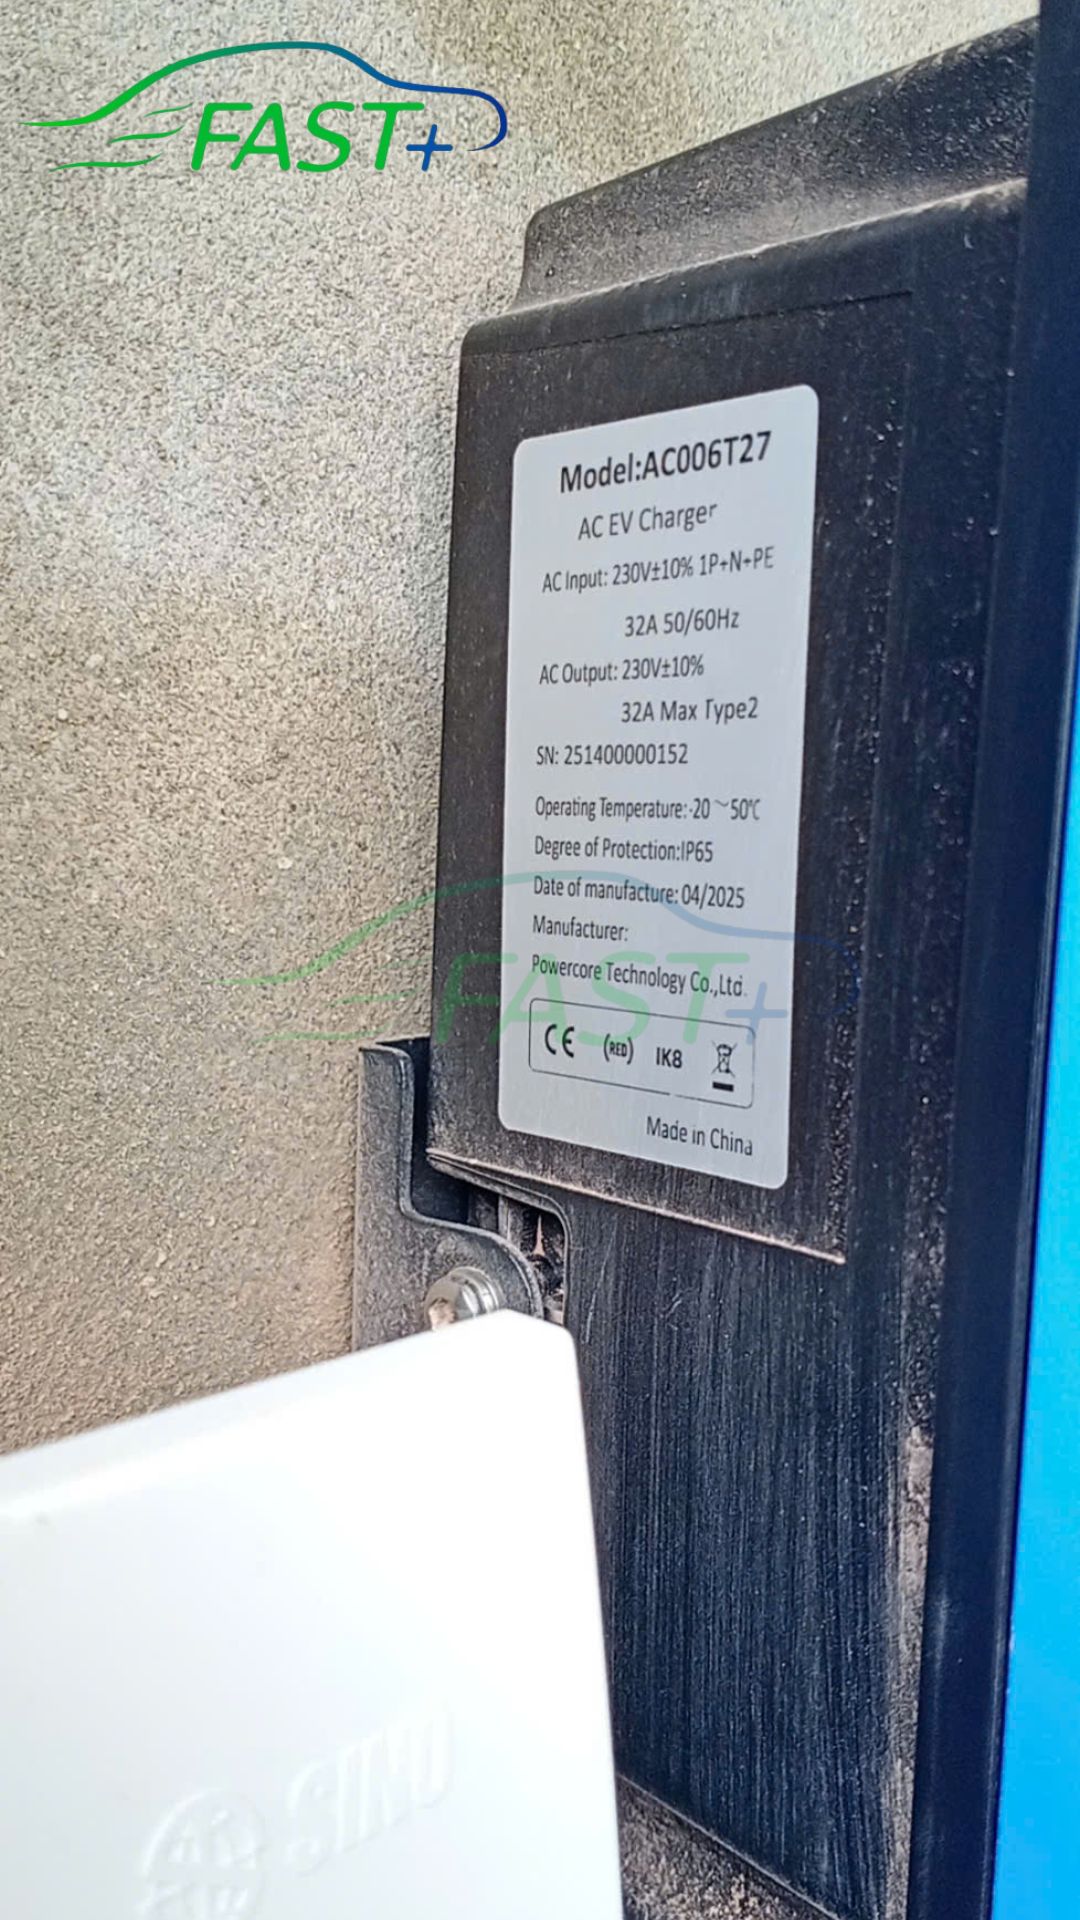 FAST+
Model:AC006T27
AC EV Charger
AC Input: 230V±10% 1P+N+PE
32A 50/60Hz
AC Output: 230V±10%
32A Max Type2
SN: 251400000152
Operating Temperature:-20~50℃
Degree of Protection:IP65
Date of manufacture: 04/2025
Manufacturer:
Powercore Technology Co.,Ltd.
FAST+
CE (RED) IK8
Made in China
SINO